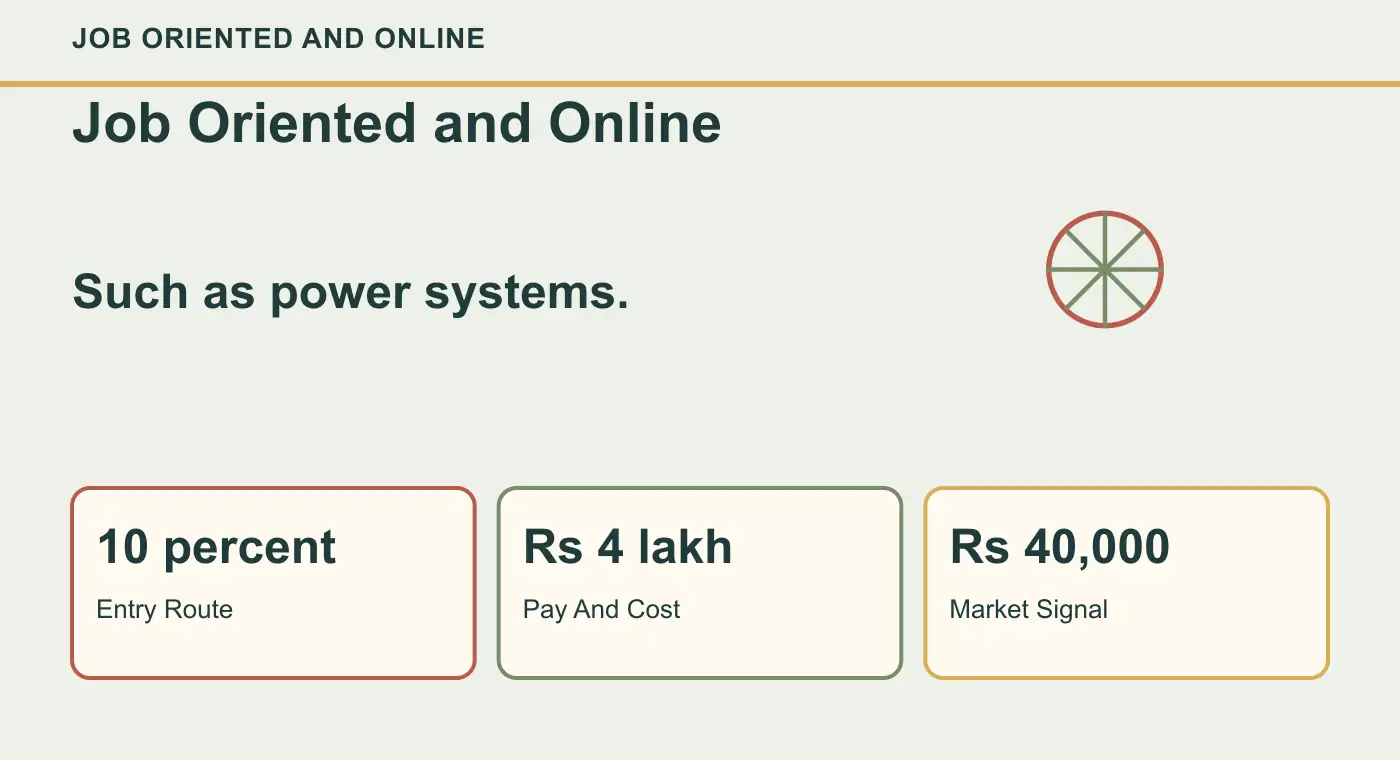 JOB ORIENTED AND ONLINE
Job Oriented and Online
Such as power systems.
10 percent
Entry Route
Rs 4 lakh
Pay And Cost
Rs 40,000
Market Signal